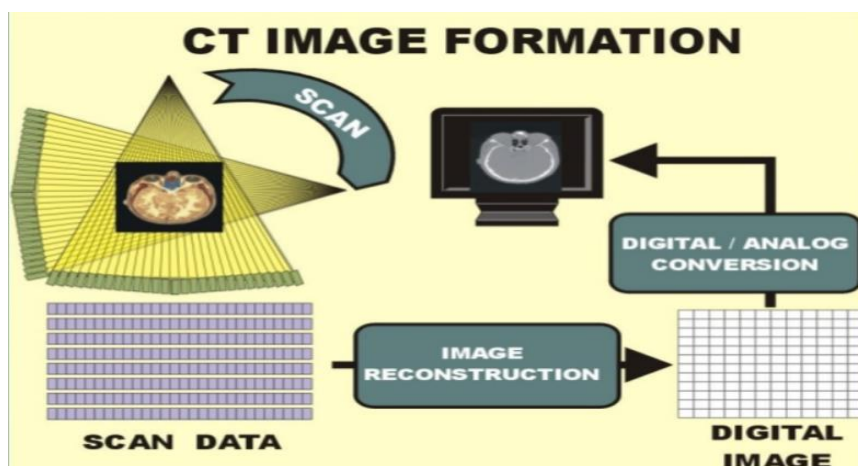 CT IMAGE FORMATION
SCAN
DIGITAL / ANALOG
CONVERSION
IMAGE
RECONSTRUCTION
SCAN DATA
DIGITAL
IMAGE